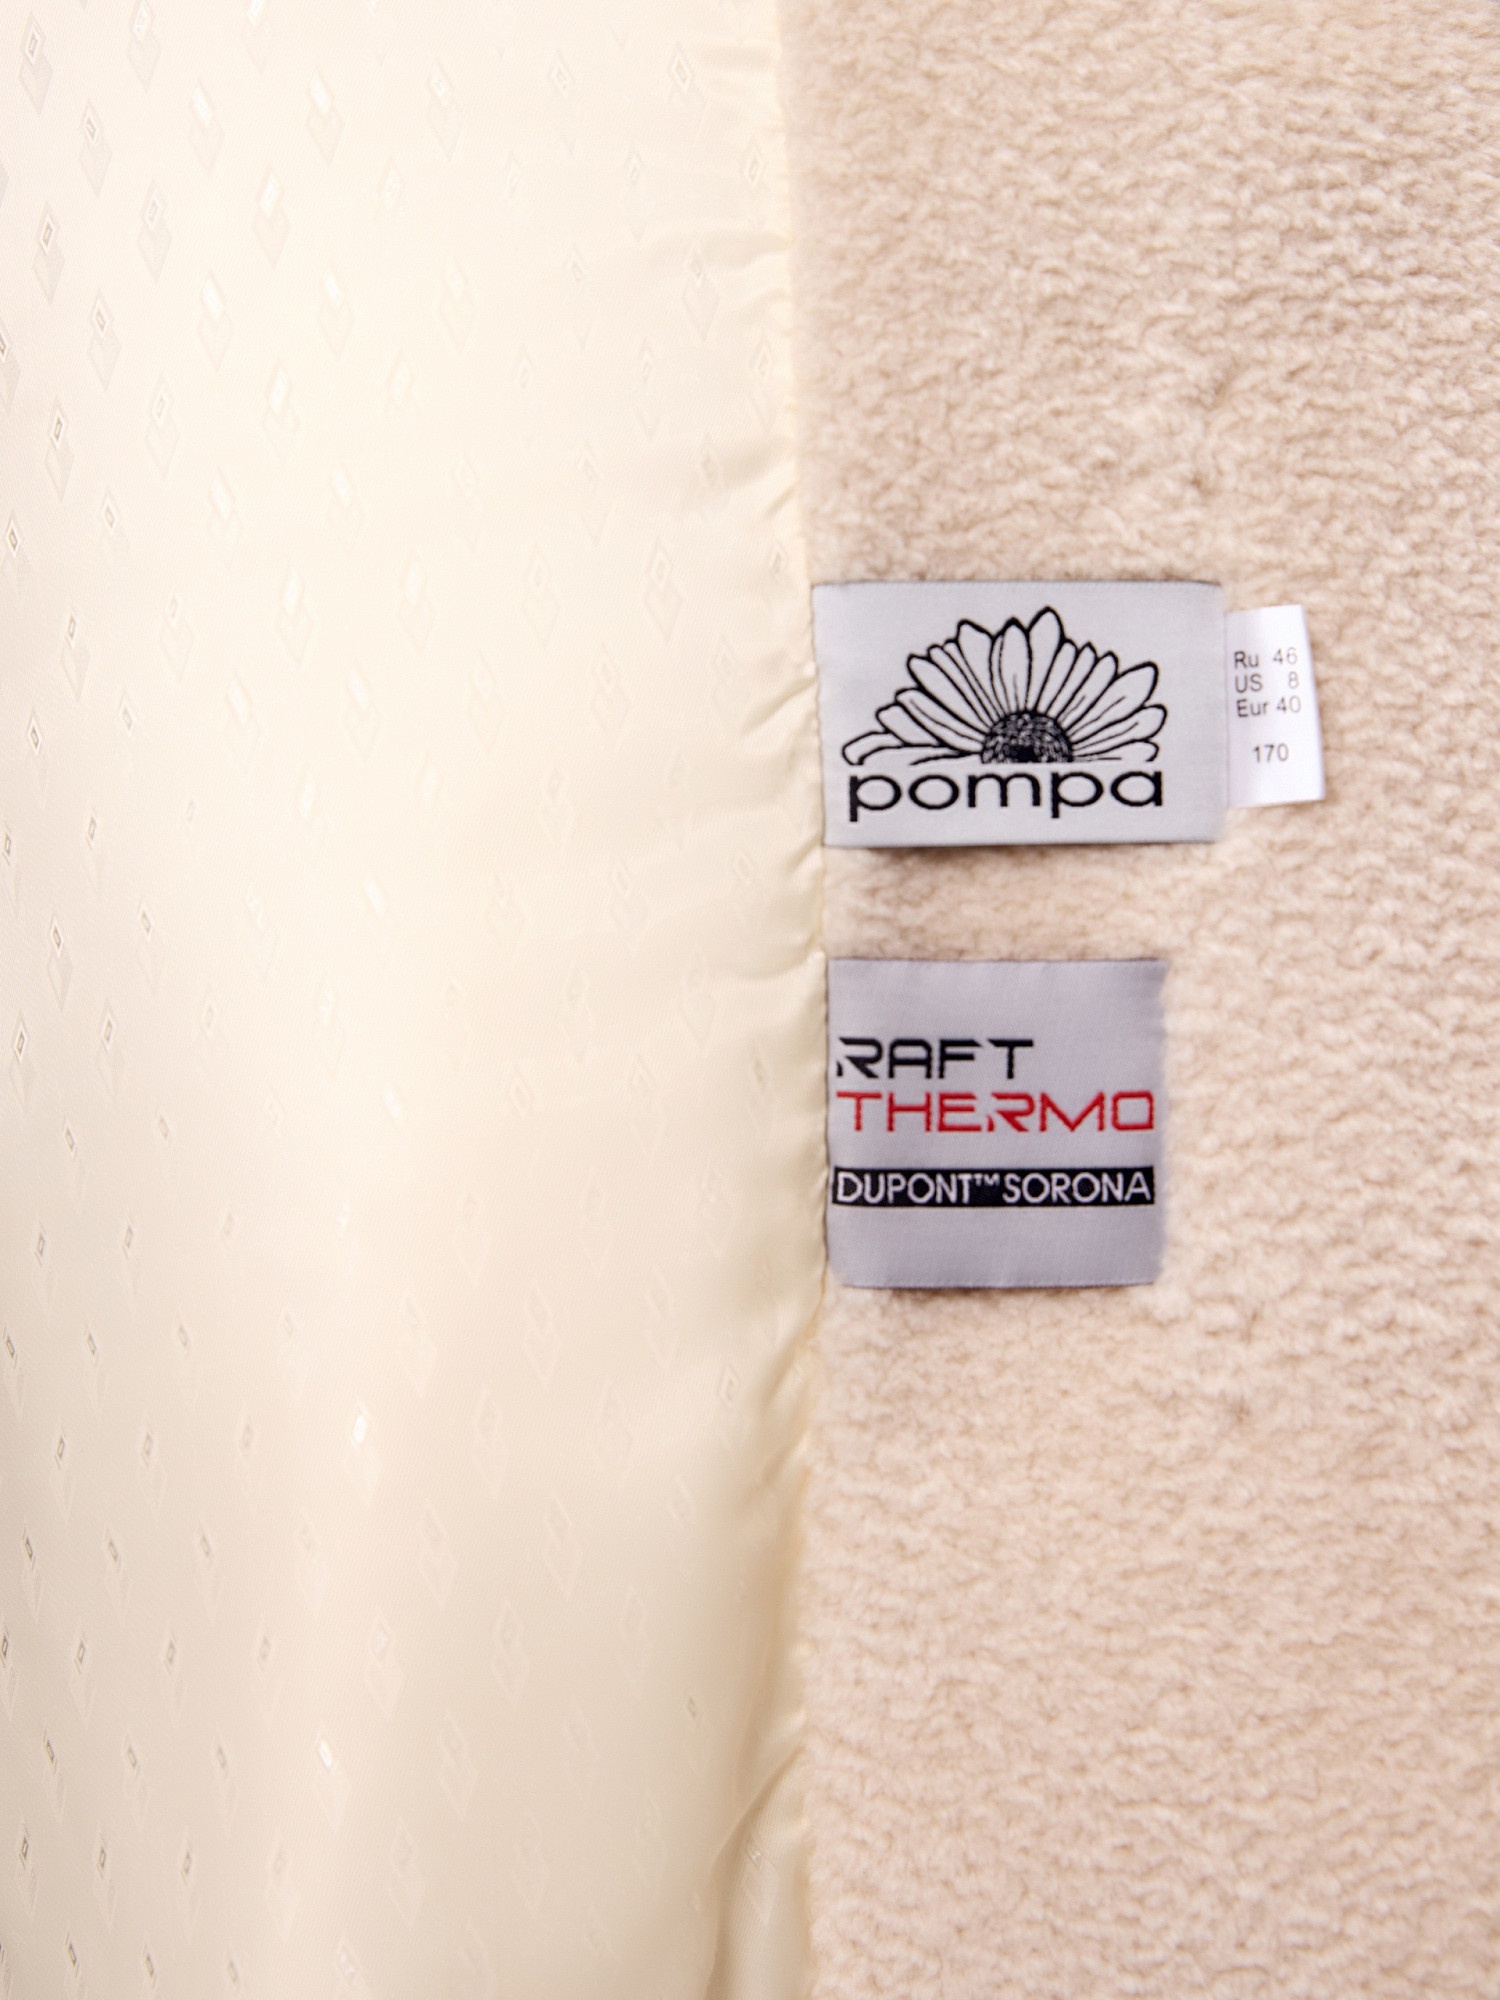 pompa
Ru 46
US 8
Eur 40
170
RAFT
THERMO
DUPONT™ SORONA